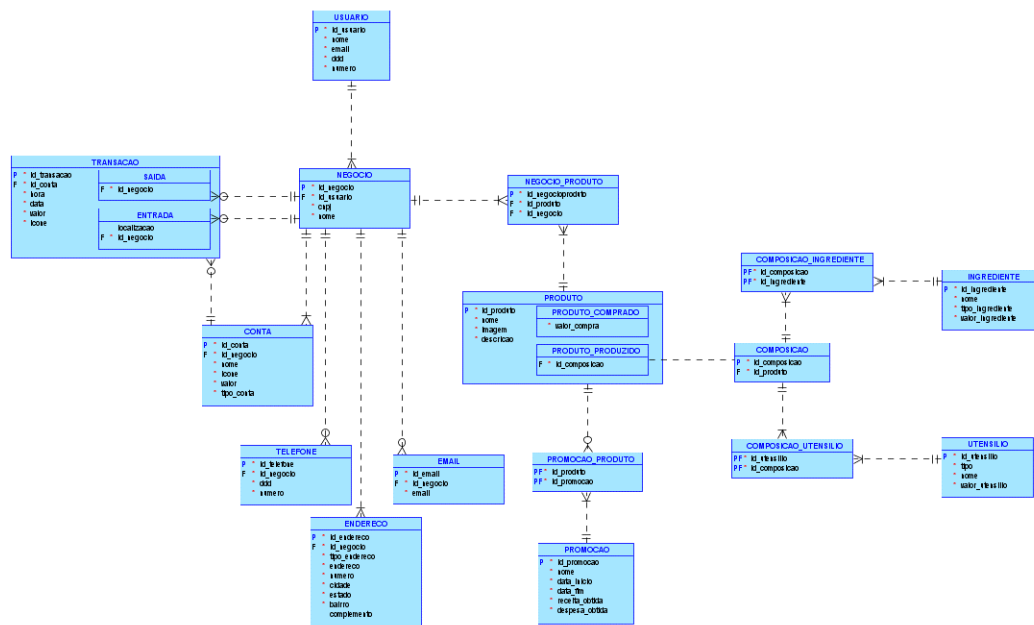 USUARIO
P * id_usuario
* nome
* email
* ddd
* numero
TRANSACAO
P * id_transacao
F * id_conta
* hora
* data
* valor
* icone
SAIDA
F * id_negocio
ENTRADA
localizacao
F * id_negocio
NEGOCIO
P * id_negocio
F * id_usuario
* cnpj
* nome
NEGOCIO_PRODUTO
P * id_negocioproduto
F * id_produto
F * id_negocio
COMPOSICAO_INGREDIENTE
PF * id_composicao
PF * id_ingrediente
INGREDIENTE
P * id_ingrediente
* nome
* tipo_ingrediente
* valor_ingrediente
PRODUTO
P * id_produto
* nome
* imagem
* descricao
PRODUTO_COMPRADO
* valor_compra
PRODUTO_PRODUZIDO
F * id_composicao
CONTA
P * id_conta
F * id_negocio
* nome
* icone
* valor
* tipo_conta
COMPOSICAO
P * id_composicao
F * id_produto
TELEFONE
P * id_telefone
F * id_negocio
* ddd
* numero
EMAIL
P * id_email
F * id_negocio
* email
PROMOCAO_PRODUTO
PF * id_produto
PF * id_promocao
COMPOSICAO_UTENSILIO
PF * id_utensilio
PF * id_composicao
UTENSILIO
P * id_utensilio
* tipo
* nome
* valor_utensilio
ENDERECO
P * id_endereco
F * id_negocio
* tipo_endereco
* endereco
* numero
* cidade
* estado
* bairro
complemento
PROMOCAO
P * id_promocao
* nome
* data_inicio
* data_fim
* receita_obtida
* despesa_obtida